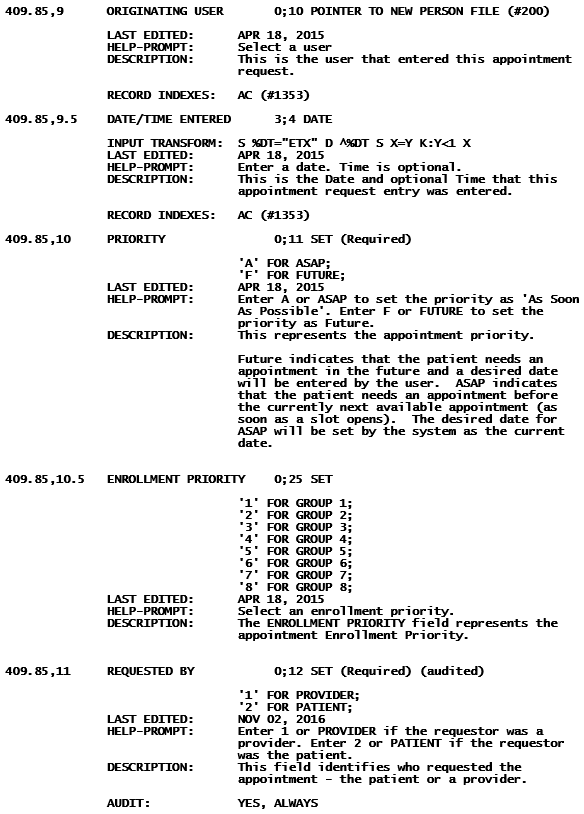 409.85,9 ORIGINATING USER 0;10 POINTER TO NEW PERSON FILE (#200)
LAST EDITED: APR 18, 2015
HELP-PROMPT: Select a user
DESCRIPTION: This is the user that entered this appointment
request.
RECORD INDEXES: AC (#1353)
409.85,9.5 DATE/TIME ENTERED 3;4 DATE
INPUT TRANSFORM: S %DT="ETX" D ^%DT S X=Y K:Y<1 X
LAST EDITED: APR 18, 2015
HELP-PROMPT: Enter a date. Time is optional.
DESCRIPTION: This is the Date and optional Time that this
appointment request entry was entered.
RECORD INDEXES: AC (#1353)
409.85,10 PRIORITY 0;11 SET (Required)
'A' FOR ASAP;
'F' FOR FUTURE;
LAST EDITED: APR 18, 2015
HELP-PROMPT: Enter A or ASAP to set the priority as 'As Soon
As Possible'. Enter F or FUTURE to set the
priority as Future.
DESCRIPTION: This represents the appointment priority.
Future indicates that the patient needs an
appointment in the future and a desired date
will be entered by the user.  ASAP indicates
that the patient needs an appointment before
the currently next available appointment (as
soon as a slot opens).  The desired date for
ASAP will be set by the system as the current
date.
409.85,10.5 ENROLLMENT PRIORITY 0;25 SET
'1' FOR GROUP 1;
'2' FOR GROUP 2;
'3' FOR GROUP 3;
'4' FOR GROUP 4;
'5' FOR GROUP 5;
'6' FOR GROUP 6;
'7' FOR GROUP 7;
'8' FOR GROUP 8;
LAST EDITED: APR 18, 2015
HELP-PROMPT: Select an enrollment priority.
DESCRIPTION: The ENROLLMENT PRIORITY field represents the
appointment Enrollment Priority.
409.85,11 REQUESTED BY 0;12 SET (Required) (audited)
'1' FOR PROVIDER;
'2' FOR PATIENT;
LAST EDITED: NOV 02, 2016
HELP-PROMPT: Enter 1 or PROVIDER if the requestor was a
provider. Enter 2 or PATIENT if the requestor
was the patient.
DESCRIPTION: This field identifies who requested the
appointment - the patient or a provider.
AUDIT: YES, ALWAYS